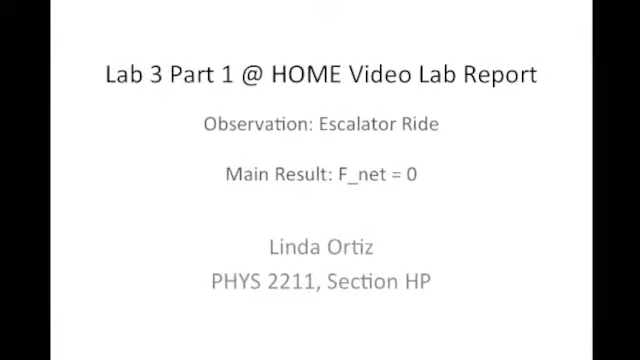 Lab 3 Part 1 @ HOME Video Lab Report
Observation: Escalator Ride
Main Result: F_net = 0
Linda Ortiz
PHYS 2211, Section HP